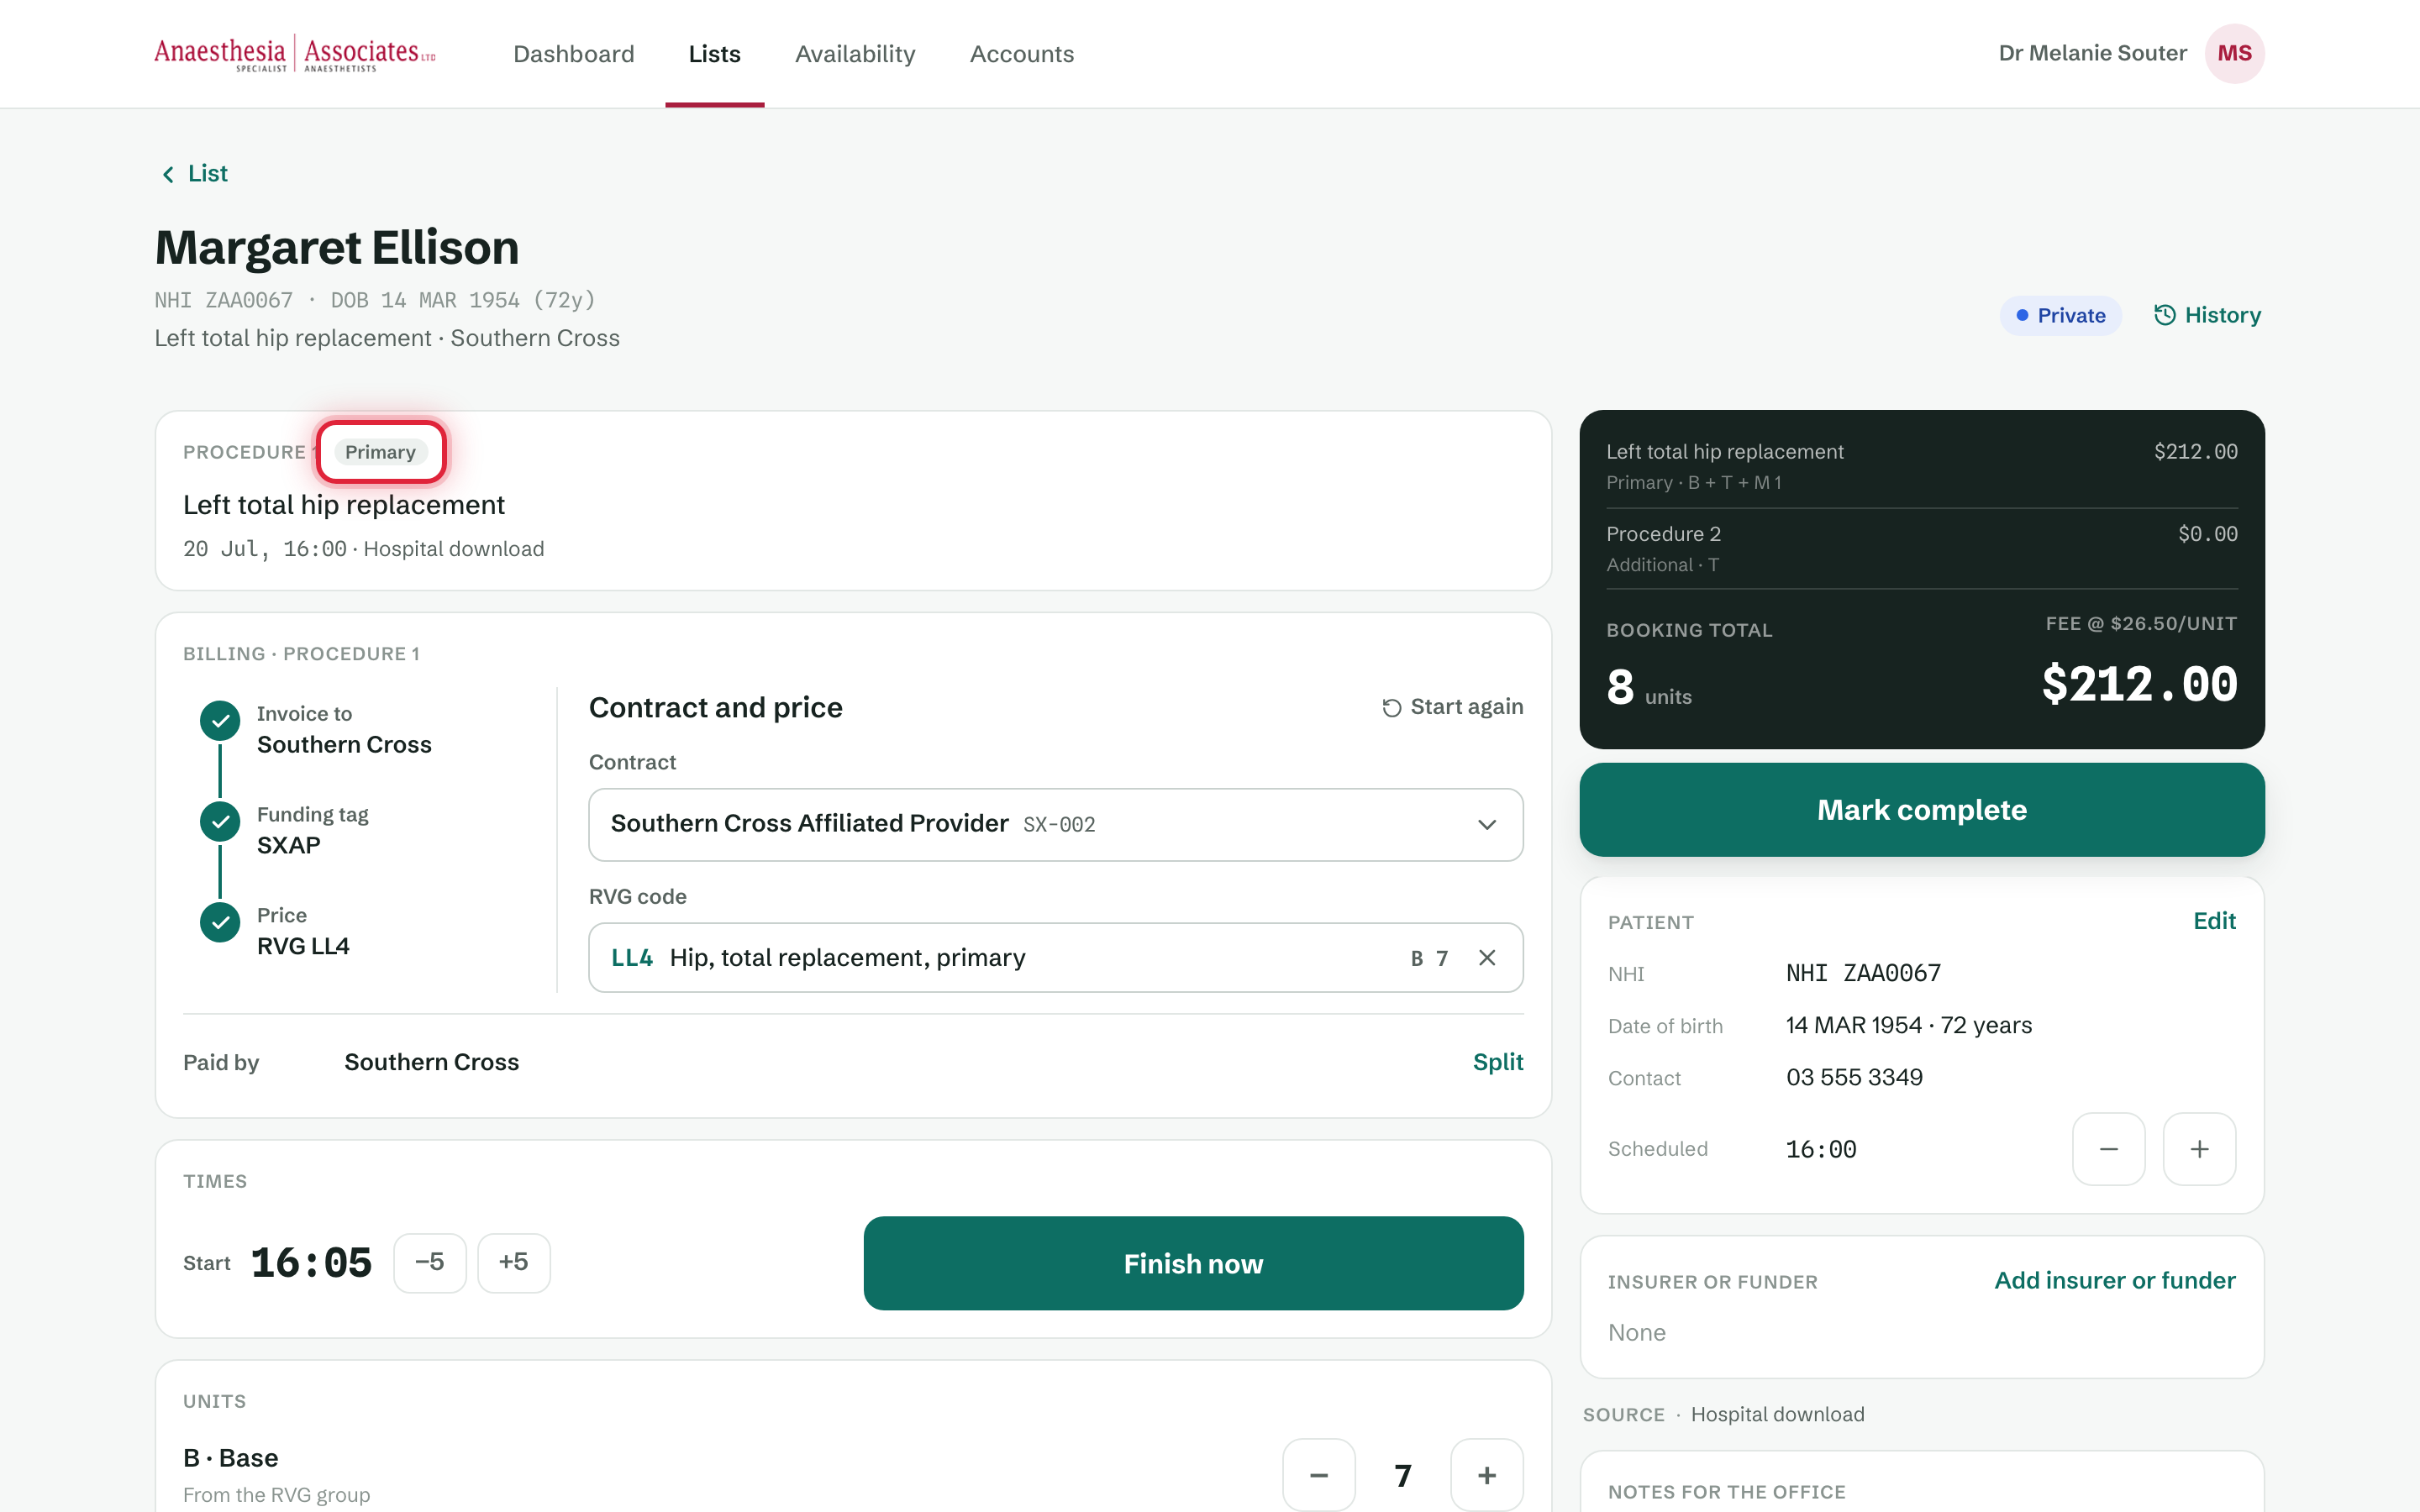 Anaesthesia Associates LTD
SPECIALIST ANAESTHETISTS
Dashboard
Lists
Availability
Accounts
Dr Melanie Souter
MS
List
Margaret Ellison
NHI ZAA0067 · DOB 14 MAR 1954 (72y)
Left total hip replacement · Southern Cross
Private
History
PROCEDURE
Primary
Left total hip replacement
20 Jul, 16:00 · Hospital download
BILLING · PROCEDURE 1
Invoice to
Southern Cross
Funding tag
SXAP
Price
RVG LL4
Contract and price
Start again
Contract
Southern Cross Affiliated Provider SX-002
RVG code
LL4 Hip, total replacement, primary B 7
Paid by Southern Cross Split
TIMES
Start 16:05 −5 +5
Finish now
UNITS
B · Base
From the RVG group
− 7 +
Left total hip replacement $212.00
Primary · B + T + M 1
Procedure 2 $0.00
Additional · T
BOOKING TOTAL FEE @ $26.50/UNIT
8 units $212.00
Mark complete
PATIENT Edit
NHI NHI ZAA0067
Date of birth 14 MAR 1954 · 72 years
Contact 03 555 3349
Scheduled 16:00 − +
INSURER OR FUNDER Add insurer or funder
None
SOURCE · Hospital download
NOTES FOR THE OFFICE